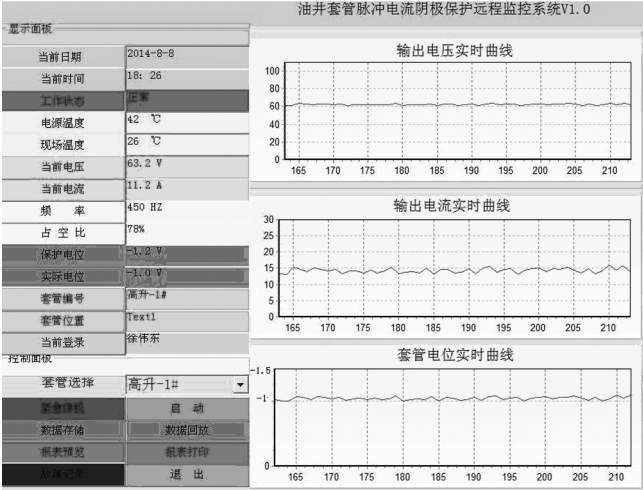 油井套管脉冲电流阴极保护远程监控系统V1.0
显示面板
当前日期 2014-8-8
当前时间 18: 26
工作状态 正常
电源温度 42 ℃
现场温度 26 ℃
当前电压 63.2 V
当前电流 11.2 A
频 率 450 HZ
占 空 比 78%
保护电位 -1.2 V
实际电位 -1.0 V
套管编号 高升-1#
套管位置 Text1
当前登录 徐伟东
控制面板
套管选择 高升-1#
紧急停机 启 动
数据存储 数据回放
报表预览 报表打印
退 出
输出电压实时曲线
100
80
60
40
20
0
165 170 175 180 185 190 195 200 205 210
输出电流实时曲线
30
25
20
15
10
5
0
165 170 175 180 185 190 195 200 205 210
套管电位实时曲线
-1.5
-1
0
165 170 175 180 185 190 195 200 205 210